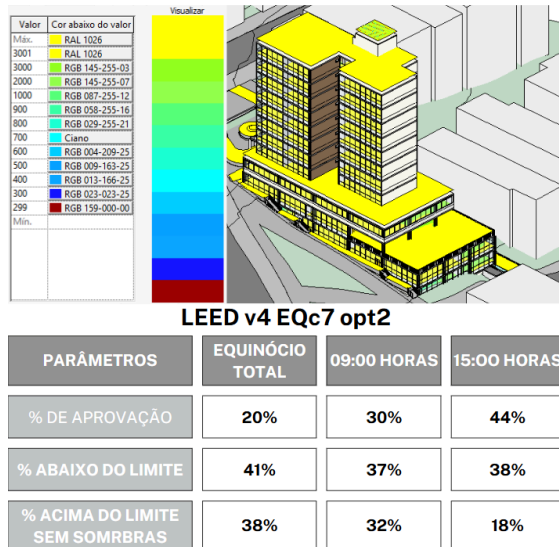 Visualizar
Valor Cor abaixo do valor
Máx. RAL 1026
3001 RAL 1026
3000 RGB 145-255-03
2000 RGB 145-255-07
1000 RGB 087-255-12
900 RGB 058-255-16
800 RGB 029-255-21
700 Ciano
600 RGB 004-209-25
500 RGB 009-163-25
400 RGB 013-166-25
300 RGB 023-023-25
299 RGB 159-000-00
Mín.
LEED v4 EQc7 opt2
PARÂMETROS EQUINÓCIO TOTAL 09:00 HORAS 15:OO HORAS
% DE APROVAÇÃO 20% 30% 44%
% ABAIXO DO LIMITE 41% 37% 38%
% ACIMA DO LIMITE SEM SOMRBRAS 38% 32% 18%